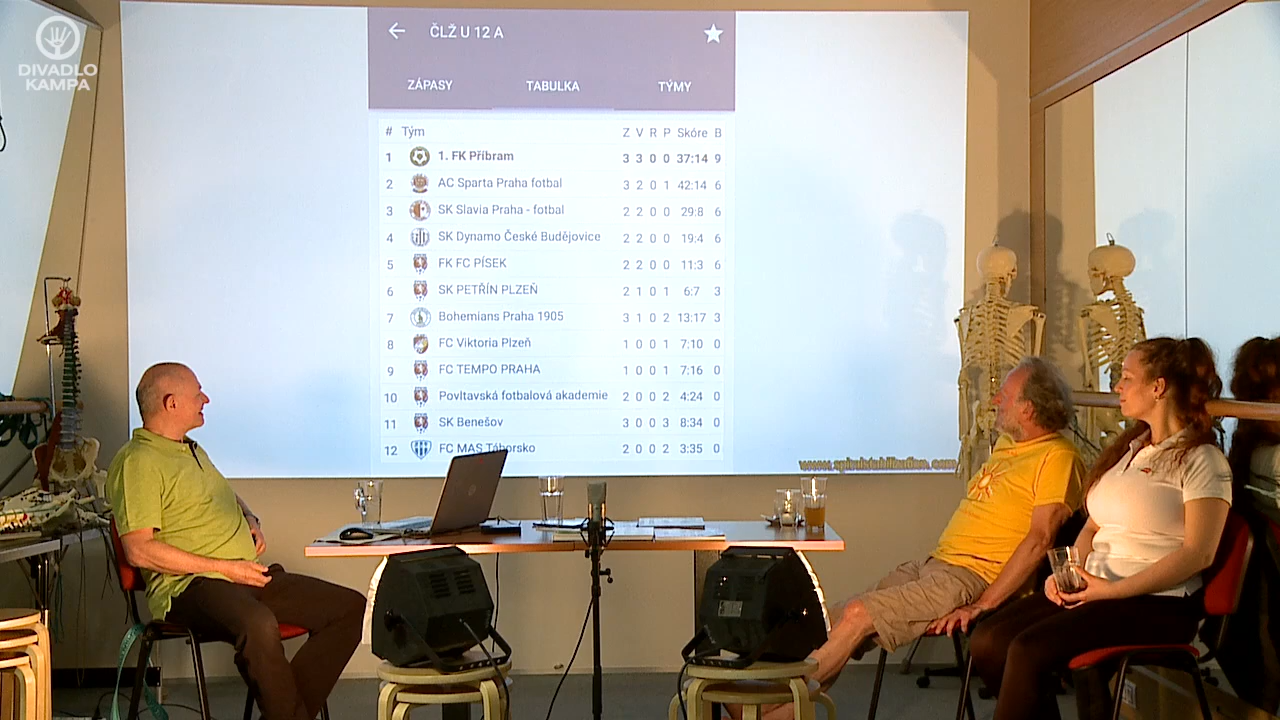 DIVADLO
KAMPA
ČLŽ U 12 A
ZÁPASY TABULKA TÝMY
# Tým Z V R P Skóre B
1 1. FK Příbram 3 3 0 0 37:14 9
2 AC Sparta Praha fotbal 3 2 0 1 42:14 6
3 SK Slavia Praha - fotbal 2 2 0 0 29:8 6
4 SK Dynamo České Budějovice 2 2 0 0 19:4 6
5 FK FC PÍSEK 2 2 0 0 11:3 6
6 SK PETŘÍN PLZEŇ 2 1 0 1 6:7 3
7 Bohemians Praha 1905 3 1 0 2 13:17 3
8 FC Viktoria Plzeň 1 0 0 1 7:10 0
9 FC TEMPO PRAHA 1 0 0 1 7:16 0
10 Povltavská fotbalová akademie 2 0 0 2 4:24 0
11 SK Benešov 3 0 0 3 8:34 0
12 FC MAS Táborsko 2 0 0 2 3:35 0